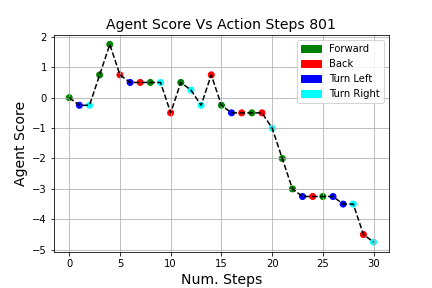 Agent Score Vs Action Steps 801
Agent Score
2
1
0
−1
−2
−3
−4
−5
Forward
Back
Turn Left
Turn Right
0 5 10 15 20 25 30
Num. Steps